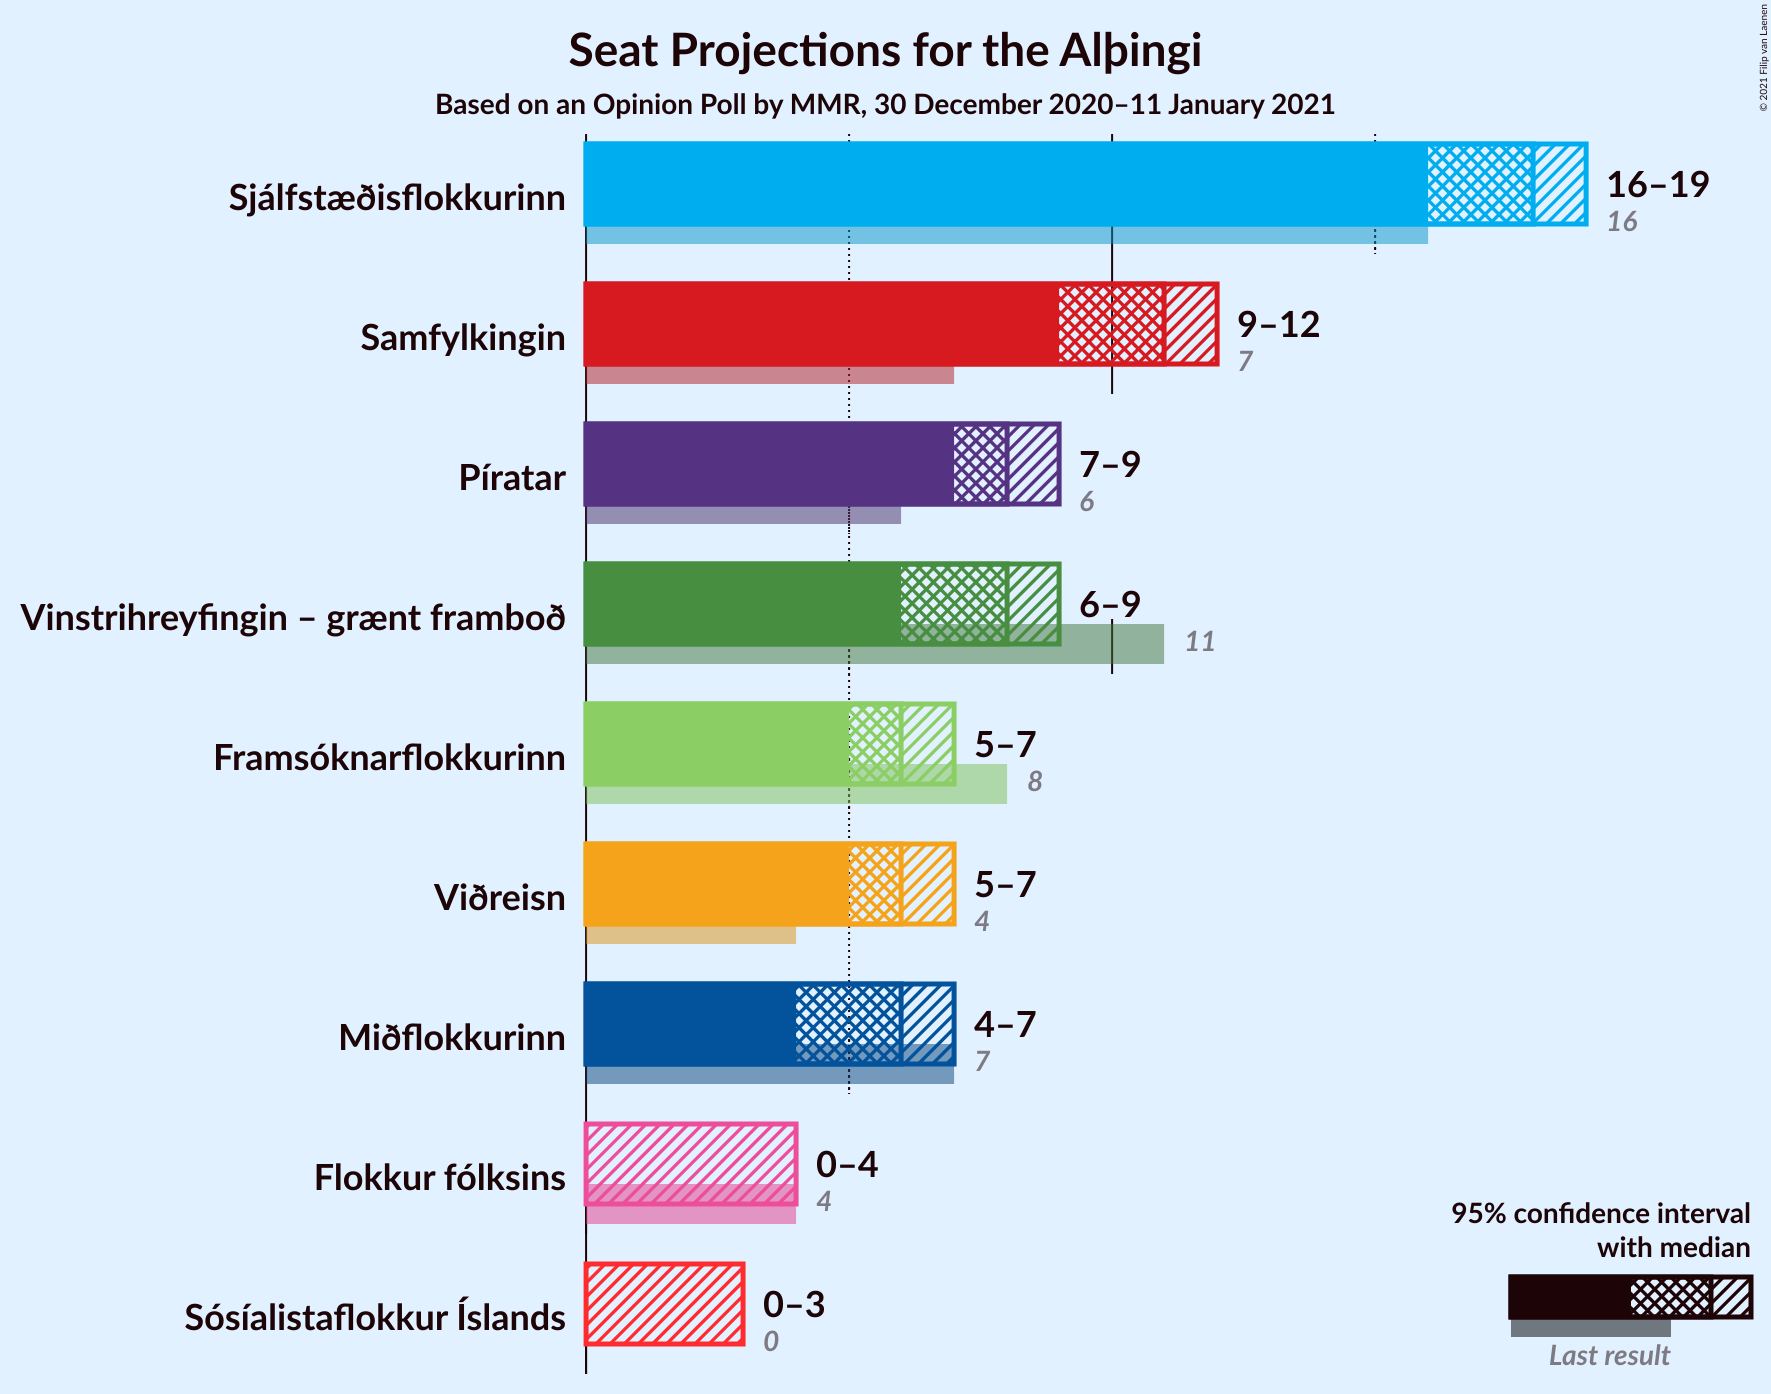 Seat Projections for the Alþingi
Based on an Opinion Poll by MMR, 30 December 2020–11 January 2021
© 2021 Filip van Laenen
Sjálfstæðisflokkurinn
16–19
16
Samfylkingin
9–12
7
Píratar
7–9
6
Vinstrihreyfingin – grænt framboð
6–9
11
Framsóknarflokkurinn
5–7
8
Viðreisn
5–7
4
Miðflokkurinn
4–7
7
Flokkur fólksins
0–4
4
Sósíalistaflokkur Íslands
0–3
0
95% confidence interval
with median
Last result